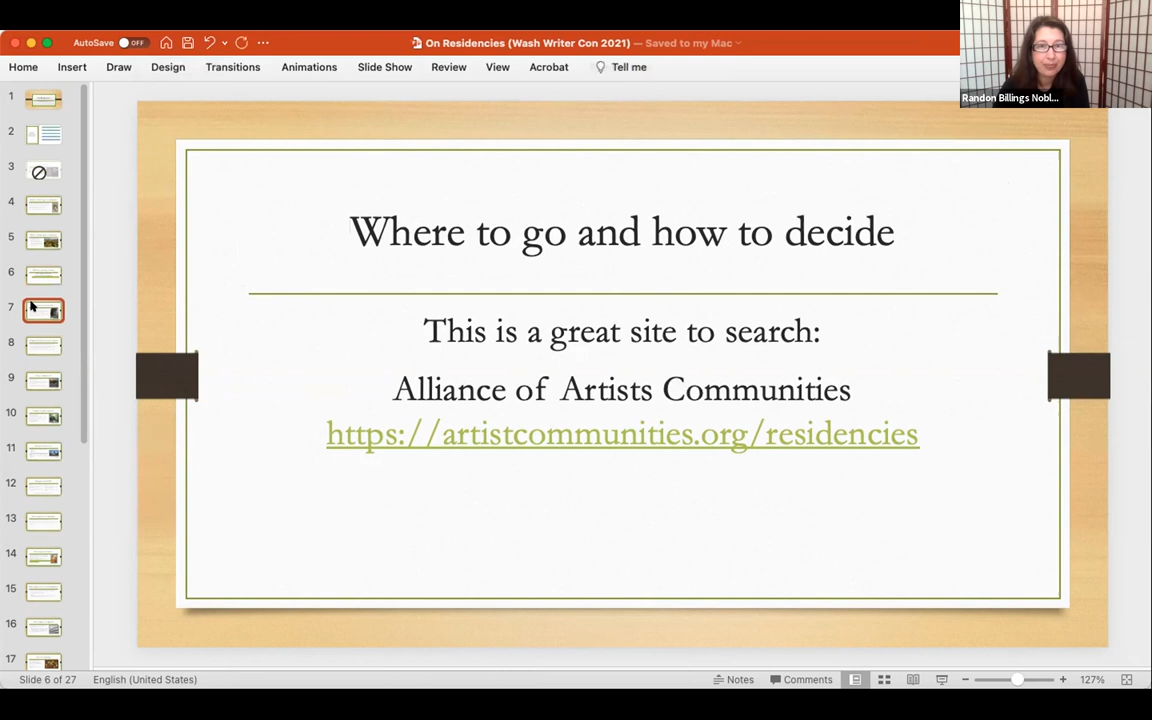 AutoSave OFF
On Residencies (Wash Writer Con 2021) — Saved to my Mac
Home Insert Draw Design Transitions Animations Slide Show Review View Acrobat Tell me
Randon Billings Nobl...
1
2
3
4
5
6
7
8
9
10
11
12
13
14
15
16
17
Where to go and how to decide
This is a great site to search:
Alliance of Artists Communities
https://artistcommunities.org/residencies
Slide 6 of 27 English (United States) Notes Comments 127%